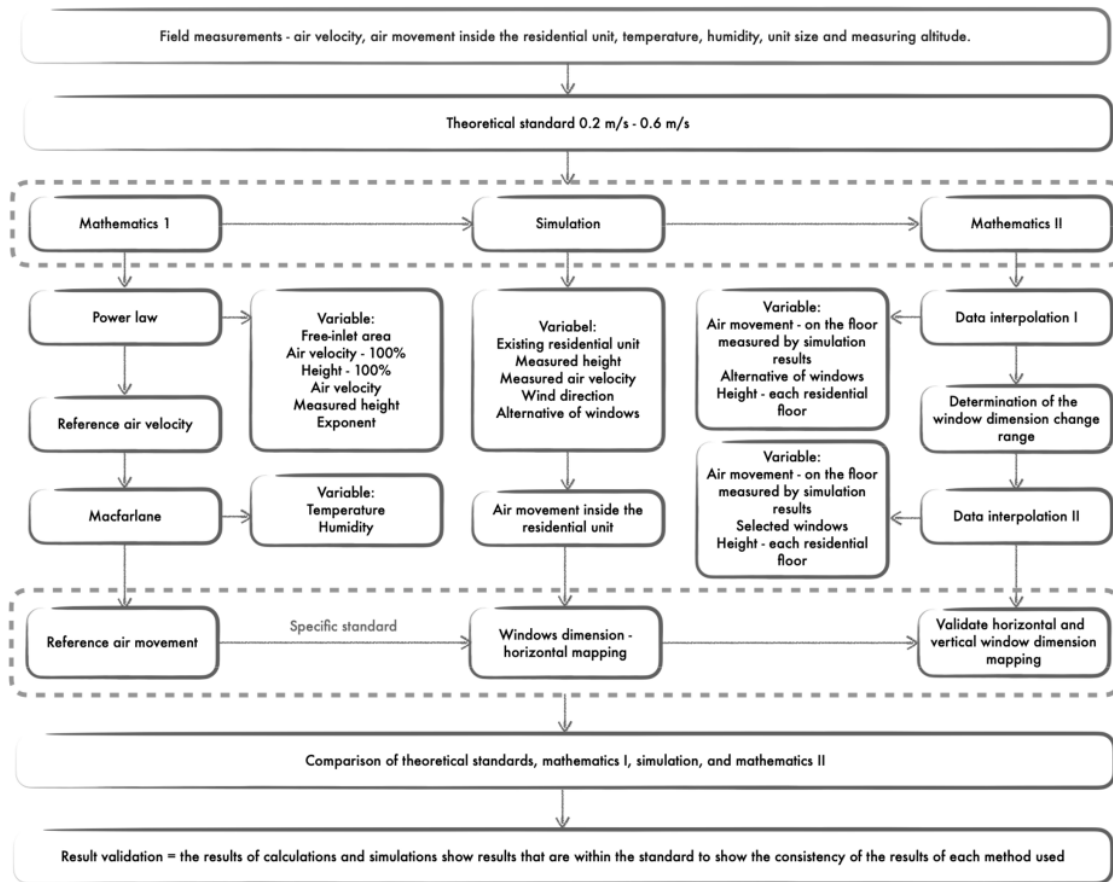 Field measurements - air velocity, air movement inside the residential unit, temperature, humidity, unit size and measuring altitude.
Theoretical standard 0.2 m/s - 0.6 m/s
Mathematics 1
Simulation
Mathematics II
Power law
Variable:
Free-inlet area
Air velocity - 100%
Height - 100%
Air velocity
Measured height
Exponent
Reference air velocity
Macfarlane
Variable:
Temperature
Humidity
Variabel:
Existing residential unit
Measured height
Measured air velocity
Wind direction
Alternative of windows
Air movement inside the
residential unit
Variable:
Air movement - on the floor
measured by simulation
results
Alternative of windows
Height - each residential
floor
Data interpolation I
Determination of the
window dimension change
range
Variable:
Air movement - on the floor
measured by simulation
results
Selected windows
Height - each residential
floor
Data interpolation II
Reference air movement
Specific standard
Windows dimension -
horizontal mapping
Validate horizontal and
vertical window dimension
mapping
Comparison of theoretical standards, mathematics I, simulation, and mathematics II
Result validation = the results of calculations and simulations show results that are within the standard to show the consistency of the results of each method used